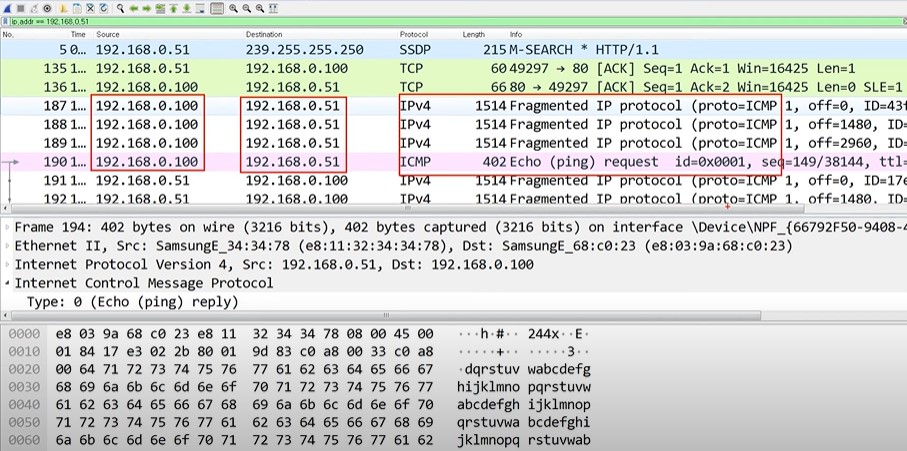 ip.addr == 192.168.0.51
No. Time Source Destination Protocol Length Info
5 0… 192.168.0.51 239.255.255.250 SSDP 215 M-SEARCH * HTTP/1.1
135 1… 192.168.0.51 192.168.0.100 TCP 60 49297 → 80 [ACK] Seq=1 Ack=1 Win=16425 Len=1
136 1… 192.168.0.100 192.168.0.51 TCP 66 80 → 49297 [ACK] Seq=1 Ack=2 Win=16425 Len=0 SLE=1
187 1… 192.168.0.100 192.168.0.51 IPv4 1514 Fragmented IP protocol (proto=ICMP 1, off=0, ID=43f
188 1… 192.168.0.100 192.168.0.51 IPv4 1514 Fragmented IP protocol (proto=ICMP 1, off=1480, ID=
189 1… 192.168.0.100 192.168.0.51 IPv4 1514 Fragmented IP protocol (proto=ICMP 1, off=2960, ID=
190 1… 192.168.0.100 192.168.0.51 ICMP 402 Echo (ping) request id=0x0001, seq=149/38144, ttl=
191 1… 192.168.0.51 192.168.0.100 IPv4 1514 Fragmented IP protocol (proto=ICMP 1, off=0, ID=17e
192 1… 192.168.0.51 192.168.0.100 IPv4 1514 Fragmented IP protocol (proto=ICMP 1, off=1480, ID=
Frame 194: 402 bytes on wire (3216 bits), 402 bytes captured (3216 bits) on interface \Device\NPF_{66792F50-9408-4
Ethernet II, Src: SamsungE_34:34:78 (e8:11:32:34:34:78), Dst: SamsungE_68:c0:23 (e8:03:9a:68:c0:23)
Internet Protocol Version 4, Src: 192.168.0.51, Dst: 192.168.0.100
Internet Control Message Protocol
Type: 0 (Echo (ping) reply)
0000 e8 03 9a 68 c0 23 e8 11 32 34 34 78 08 00 45 00 ···h·#·· 244x··E·
0010 01 84 17 e3 02 2b 80 01 9d 83 c0 a8 00 33 c0 a8 ·····+·· ·····3··
0020 00 64 71 72 73 74 75 76 77 61 62 63 64 65 66 67 ·dqrstuv wabcdefg
0030 68 69 6a 6b 6c 6d 6e 6f 70 71 72 73 74 75 76 77 hijklmno pqrstuvw
0040 61 62 63 64 65 66 67 68 69 6a 6b 6c 6d 6e 6f 70 abcdefgh ijklmnop
0050 71 72 73 74 75 76 77 61 62 63 64 65 66 67 68 69 qrstuvwa bcdefghi
0060 6a 6b 6c 6d 6e 6f 70 71 72 73 74 75 76 77 61 62 jklmnopq rstuvwab